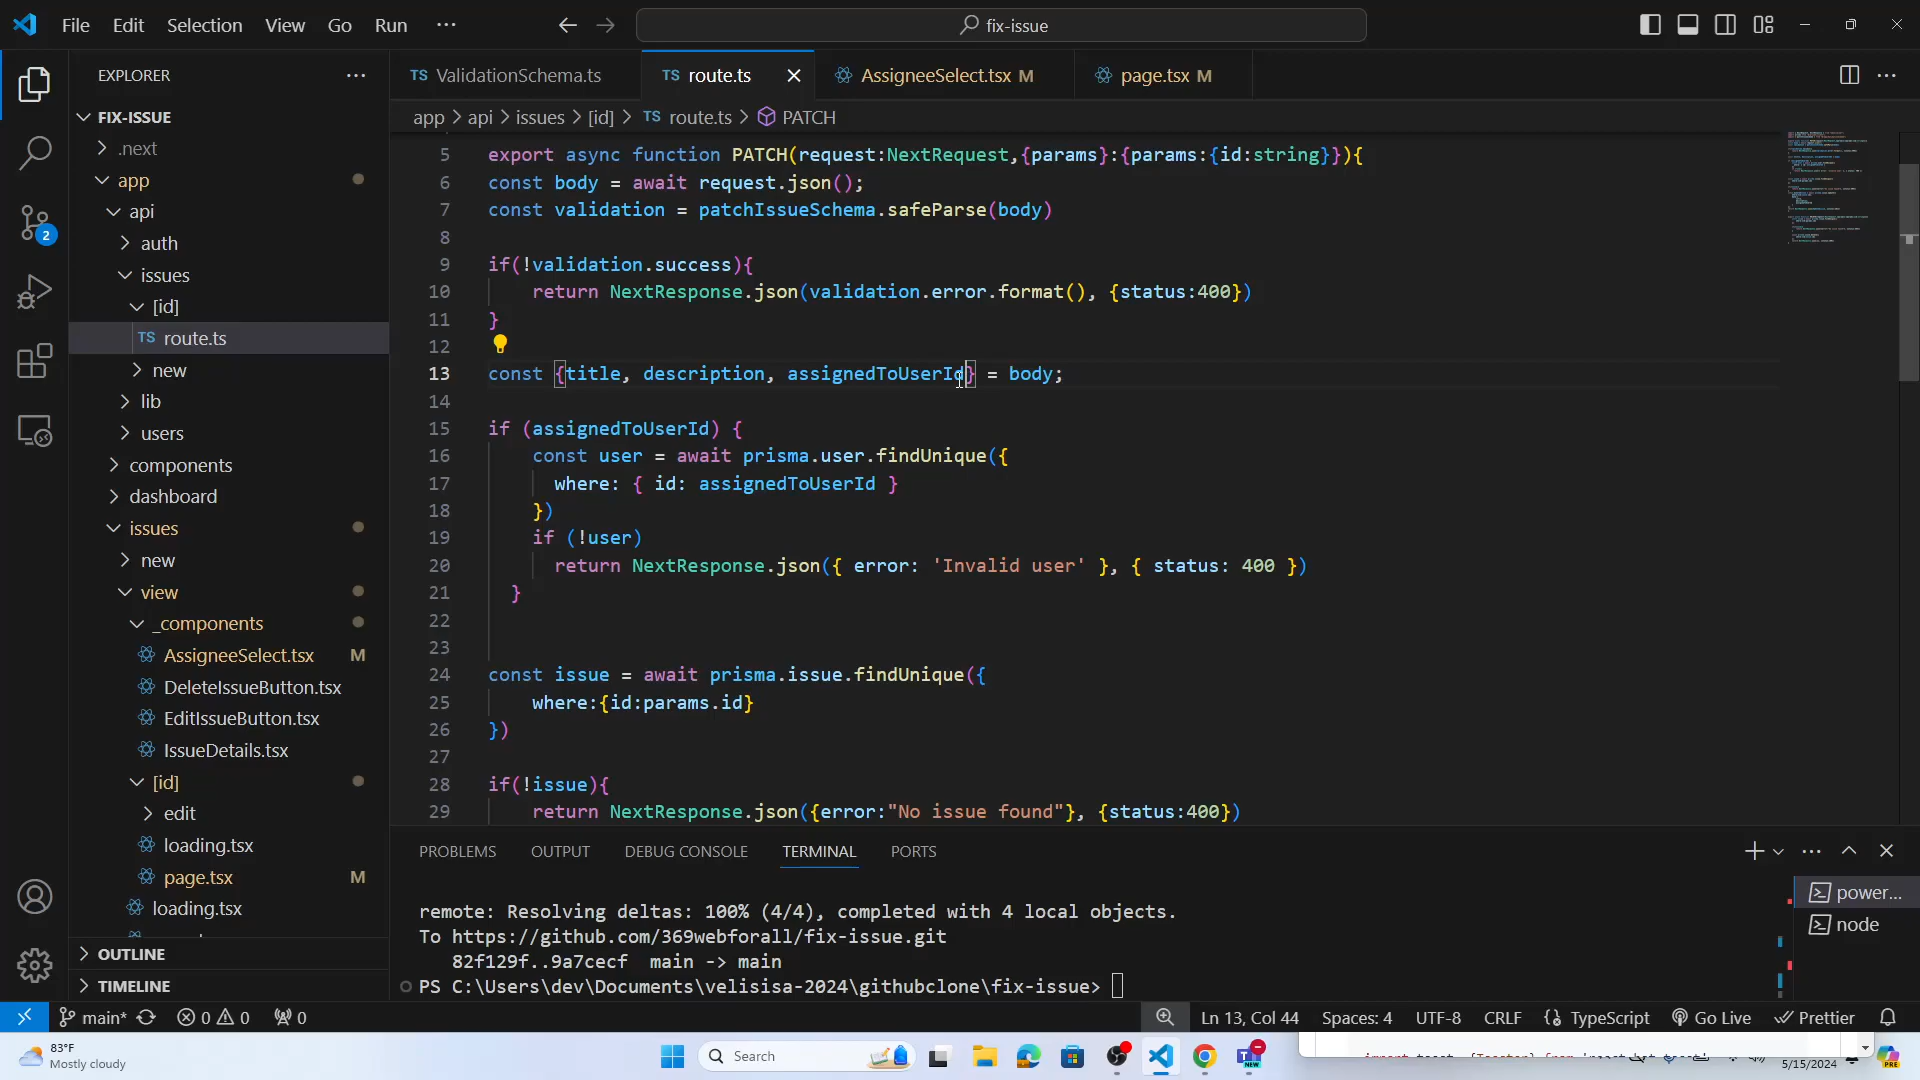 File Edit Selection View Go Run ...
fix-issue
EXPLORER
FIX-ISSUE
.next
app
api
auth
issues
[id]
TS route.ts
new
lib
users
components
dashboard
issues
new
view
_components
AssigneeSelect.tsx M
DeleteIssueButton.tsx
EditIssueButton.tsx
IssueDetails.tsx
[id]
edit
loading.tsx
page.tsx M
loading.tsx
OUTLINE
TIMELINE
TS ValidationSchema.ts
TS route.ts
AssigneeSelect.tsx M
page.tsx M
app > api > issues > [id] > TS route.ts > PATCH
5 export async function PATCH(request:NextRequest,{params}:{params:{id:string}}){
6 const body = await request.json();
7 const validation = patchIssueSchema.safeParse(body)
8
9 if(!validation.success){
10 return NextResponse.json(validation.error.format(), {status:400})
11 }
12
13 const {title, description, assignedToUserId} = body;
14
15 if (assignedToUserId) {
16 const user = await prisma.user.findUnique({
17 where: { id: assignedToUserId }
18 })
19 if (!user)
20 return NextResponse.json({ error: 'Invalid user' }, { status: 400 })
21 }
22
23
24 const issue = await prisma.issue.findUnique({
25 where:{id:params.id}
26 })
27
28 if(!issue){
29 return NextResponse.json({error:"No issue found"}, {status:400})
PROBLEMS OUTPUT DEBUG CONSOLE TERMINAL PORTS
remote: Resolving deltas: 100% (4/4), completed with 4 local objects.
To https://github.com/369webforall/fix-issue.git
82f129f..9a7cecf main -> main
PS C:\Users\dev\Documents\velisisa-2024\githubclone\fix-issue>
power...
node
2
main* 0 0 0
Ln 13, Col 44 Spaces: 4 UTF-8 CRLF TypeScript Go Live Prettier
83°F
Mostly cloudy
Search
NEW
5/15/2024
PRE